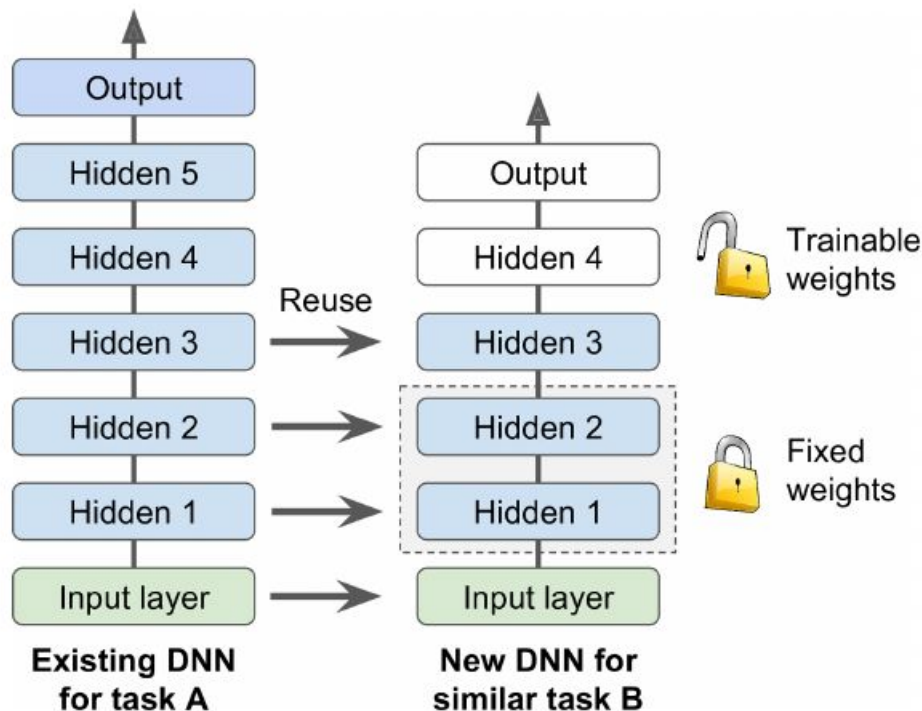 Output
Hidden 5
Hidden 4
Hidden 3
Hidden 2
Hidden 1
Input layer
Existing DNN
for task A
Reuse
Output
Hidden 4
Hidden 3
Hidden 2
Hidden 1
Input layer
New DNN for
similar task B
Trainable
weights
Fixed
weights